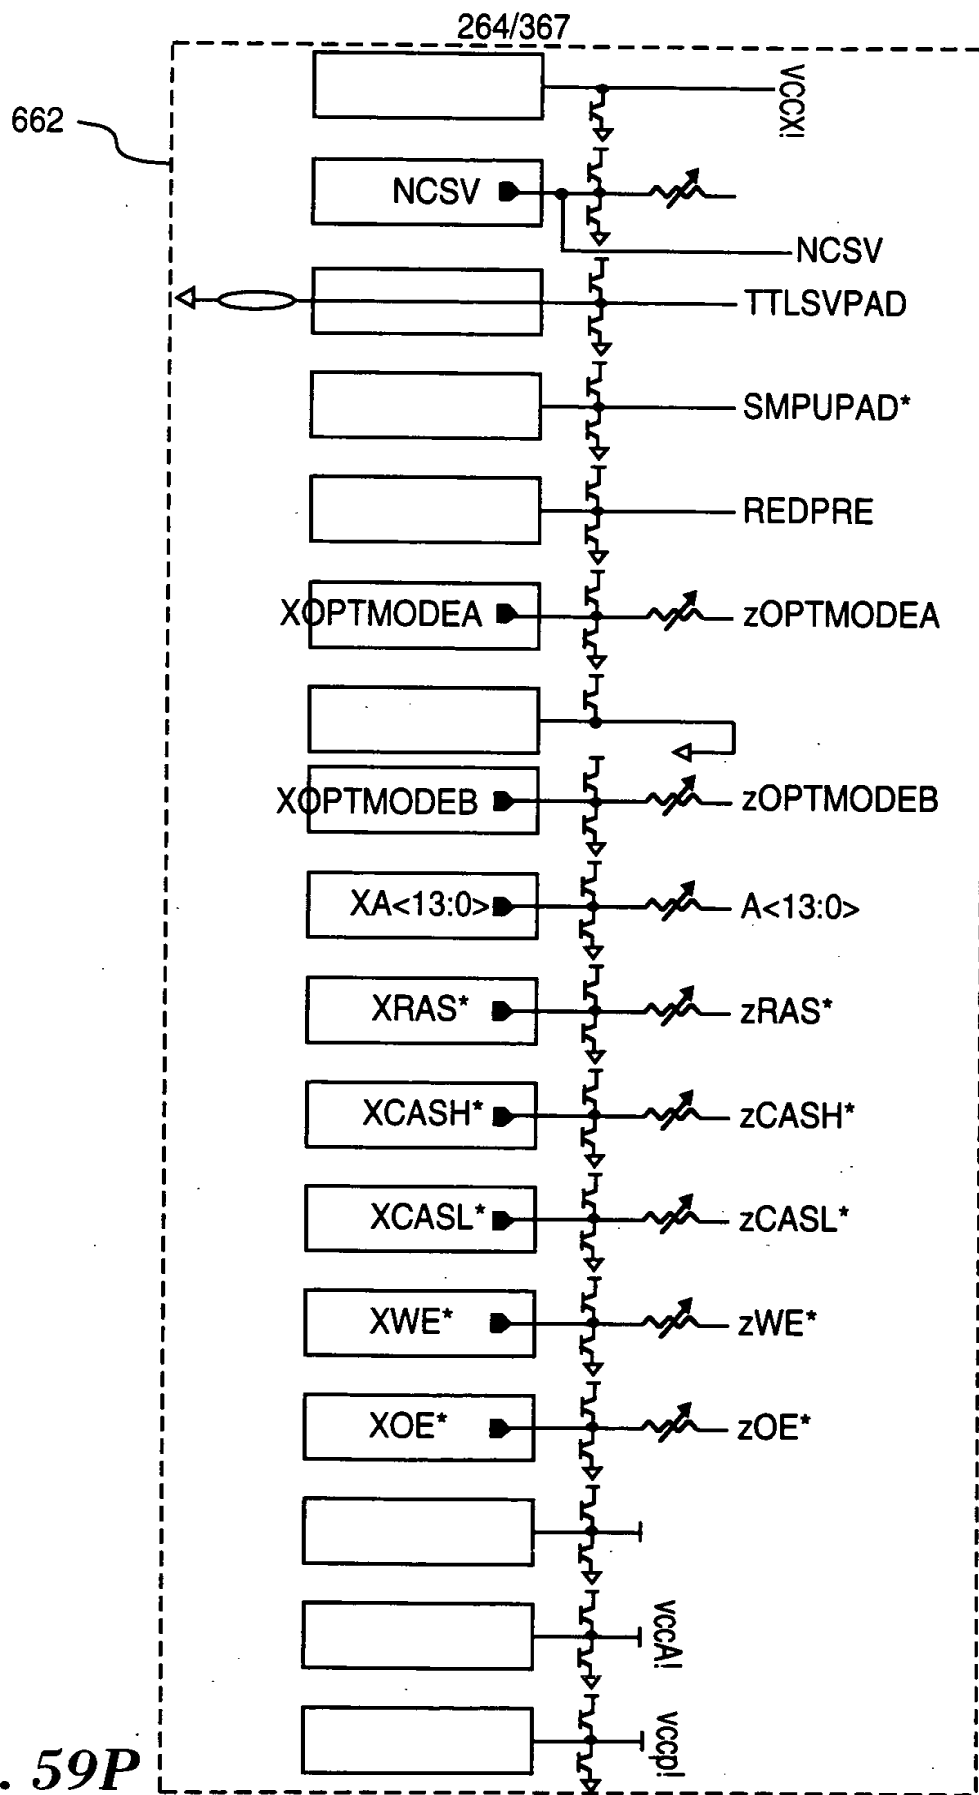 264/367
662
VCCX!
NCSV
NCSV
TTLSVPAD
SMPUPAD*
REDPRE
XOPTMODEA zOPTMODEA
XOPTMODEB zOPTMODEB
XA<13:0> A<13:0>
XRAS* zRAS*
XCASH* zCASH*
XCASL* zCASL*
XWE* zWE*
XOE* zOE*
vccA!
vccp!
. 59P